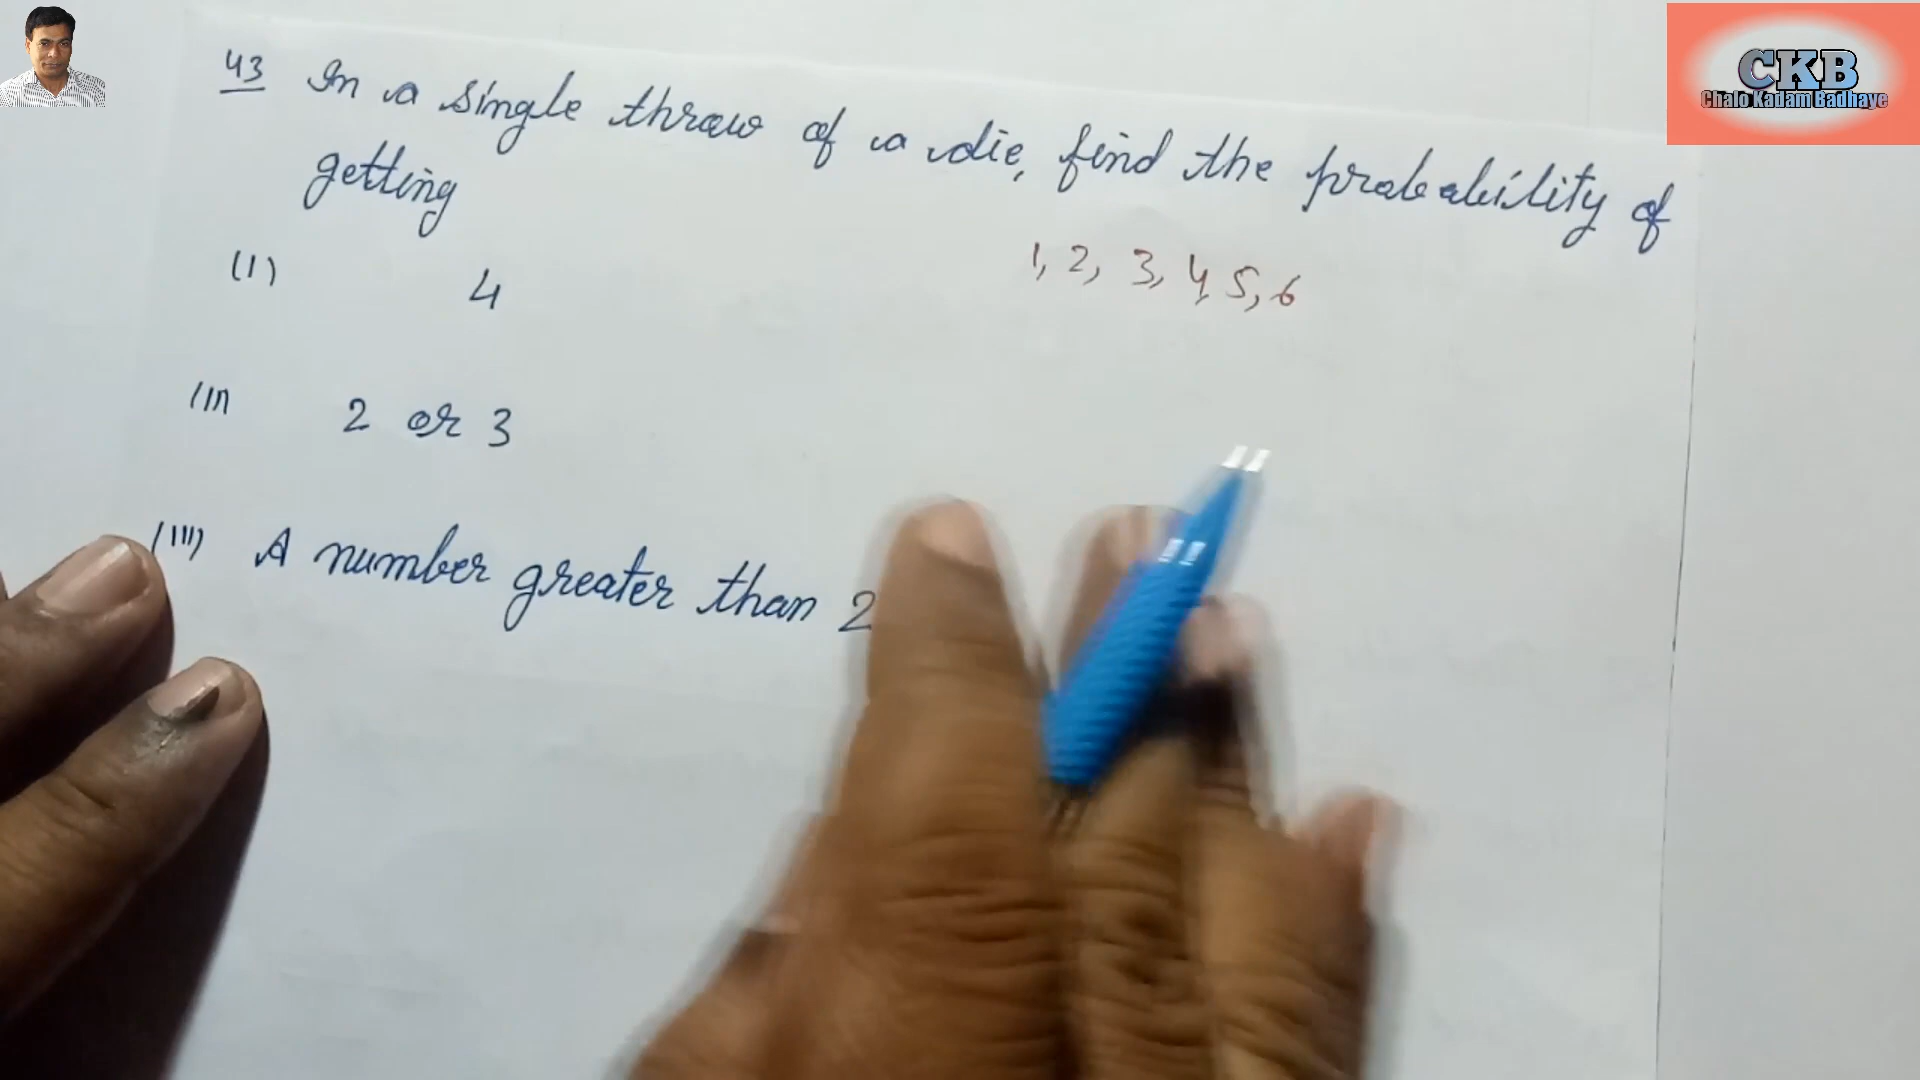 CKB
Chalo Kadam Badhaye
43 In a single throw of a die, find the probability of
getting
1, 2, 3, 4, 5, 6
(I) 4
(II) 2 or 3
(III) A number greater than 2